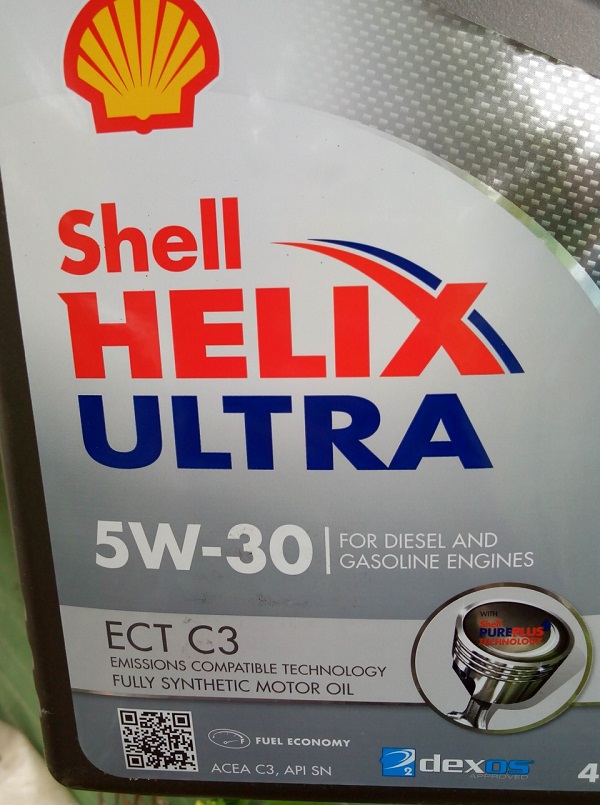 Shell
HELIX
ULTRA
5W-30
FOR DIESEL AND
GASOLINE ENGINES
ECT C3
EMISSIONS COMPATIBLE TECHNOLOGY
FULLY SYNTHETIC MOTOR OIL
WITH
Shell
PUREPLUS
TECHNOLOGY
FUEL ECONOMY
ACEA C3, API SN
2 dexos
APPROVED
4